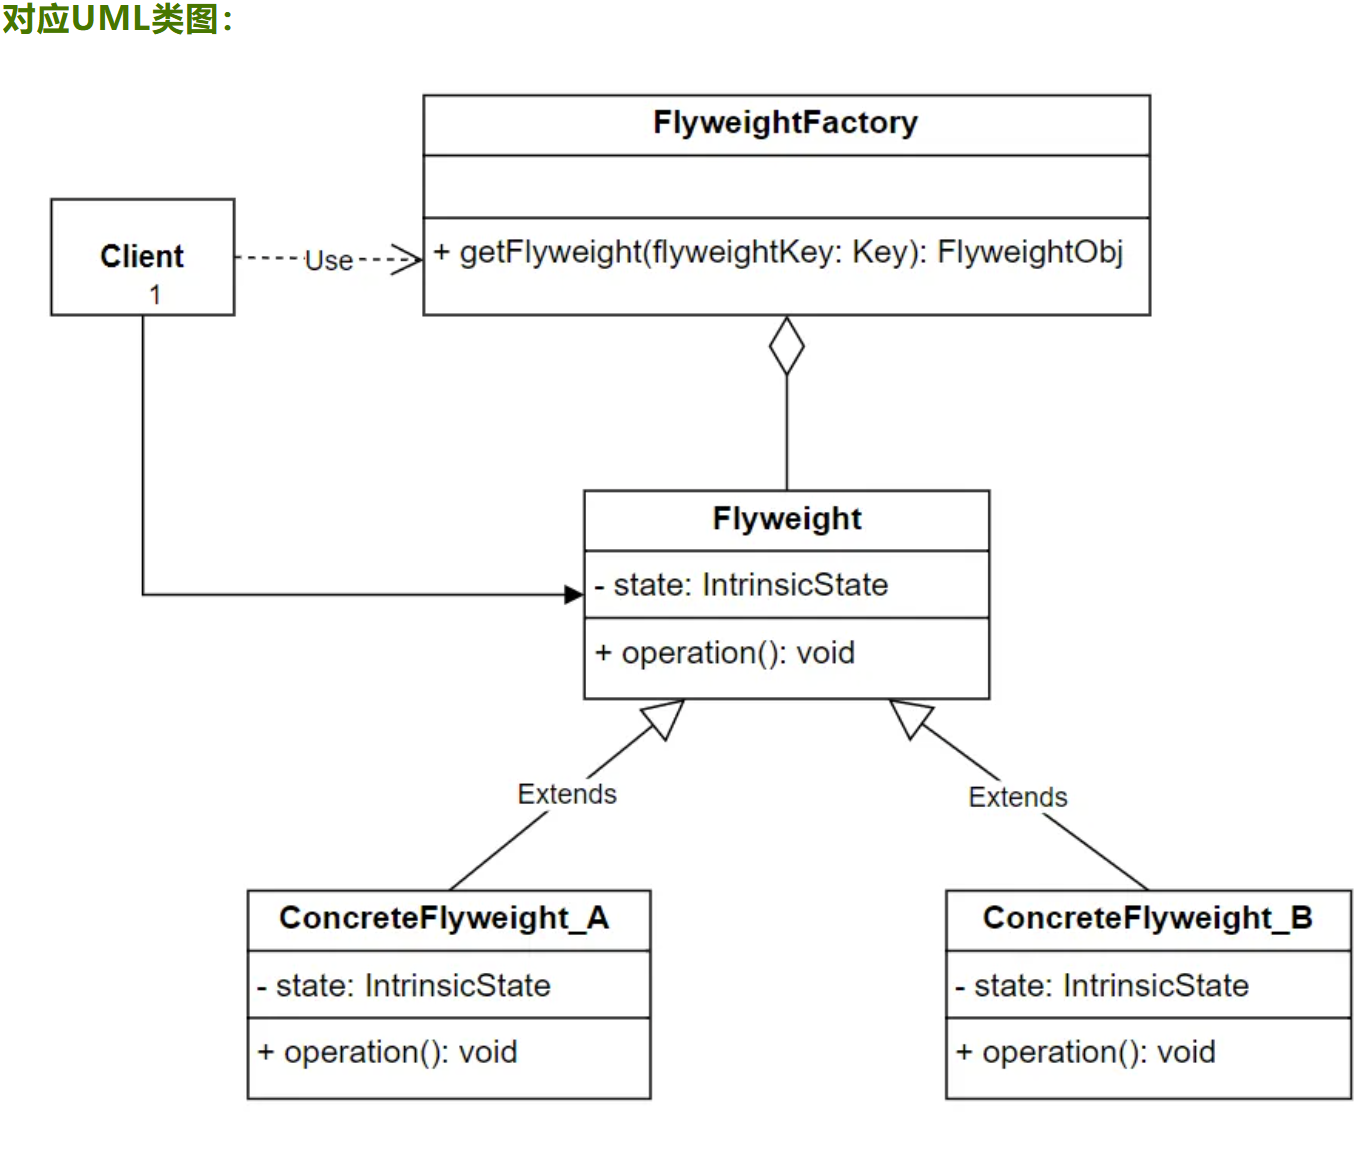 对应UML类图：
FlyweightFactory
+ getFlyweight(flyweightKey: Key): FlyweightObj
Client
1
Use
Flyweight
- state: IntrinsicState
+ operation(): void
Extends
Extends
ConcreteFlyweight_A
- state: IntrinsicState
+ operation(): void
ConcreteFlyweight_B
- state: IntrinsicState
+ operation(): void